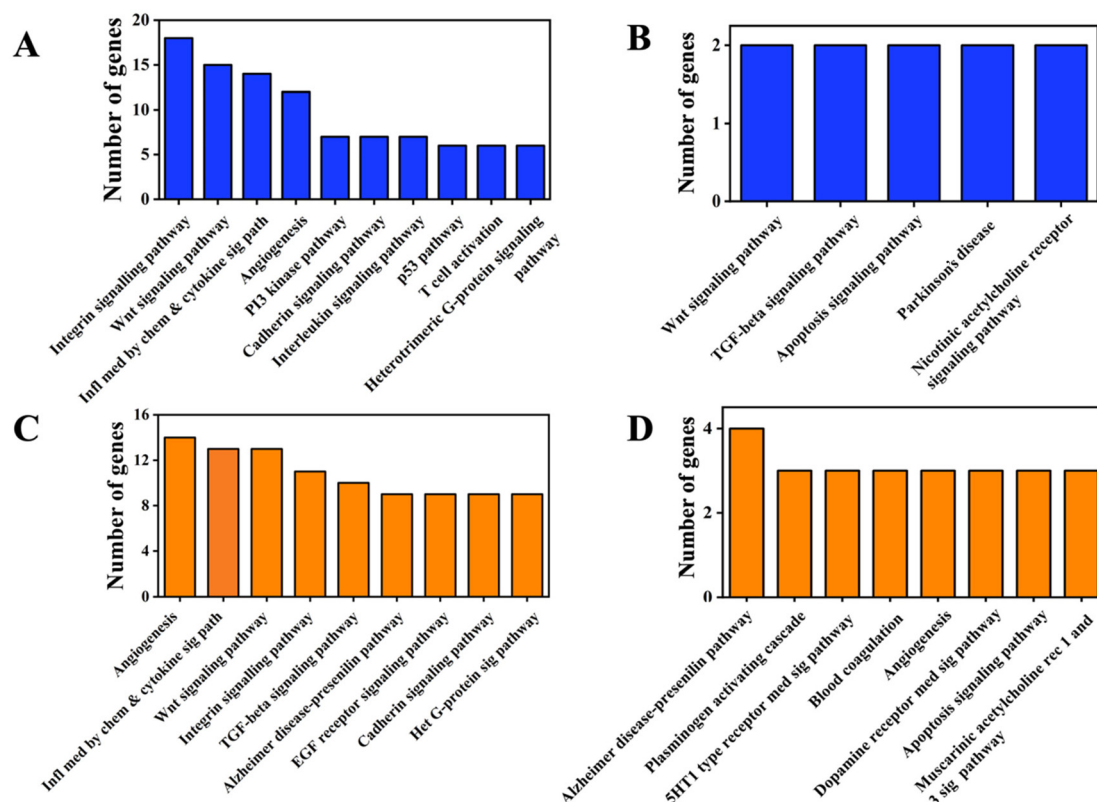 A
Number of genes
20
15
10
5
0
Integrin signalling pathway
Wnt signaling pathway
Infl med by chem & cytokine sig path
Angiogenesis
PI3 kinase pathway
Cadherin signaling pathway
Interleukin signaling pathway
p53 pathway
T cell activation
Heterotrimeric G-protein signaling
pathway
B
Number of genes
2
1
0
Wnt signaling pathway
TGF-beta signaling pathway
Apoptosis signaling pathway
Parkinson's disease
Nicotinic acetylcholine receptor
signaling pathway
C
Number of genes
16
12
8
4
0
Angiogenesis
Infl med by chem & cytokine sig path
Wnt signaling pathway
Integrin signalling pathway
TGF-beta signaling pathway
Alzheimer disease-presenilin pathway
EGF receptor signaling pathway
Cadherin signaling pathway
Het G-protein sig pathway
D
Number of genes
4
2
0
Alzheimer disease-presenilin pathway
Plasminogen activating cascade
5HT1 type receptor med sig pathway
Blood coagulation
Angiogenesis
Dopamine receptor med sig pathway
Apoptosis signaling pathway
Muscarinic acetylcholine rec 1 and
3 sig pathway